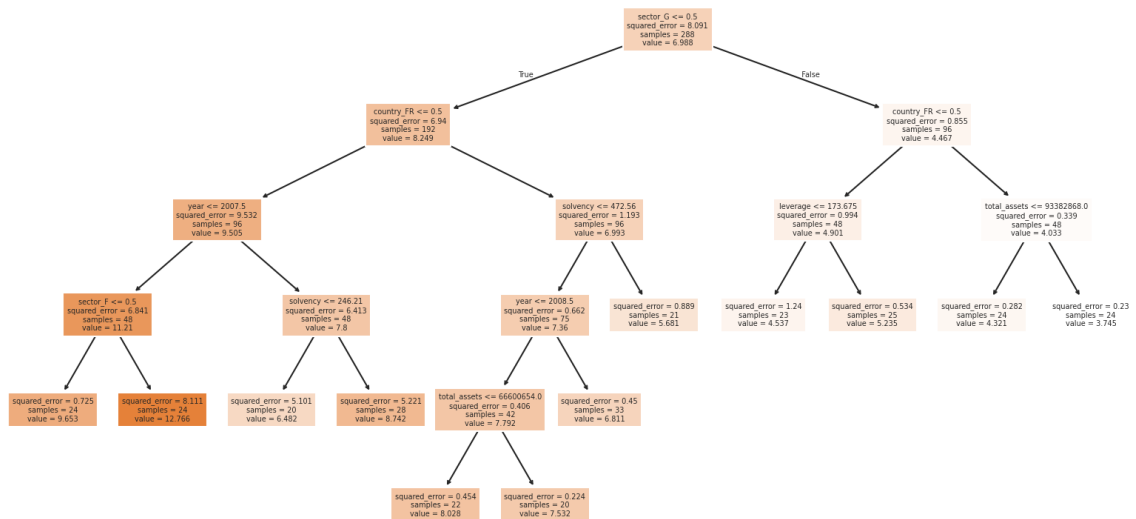 sector_G <= 0.5
squared_error = 8.091
samples = 288
value = 6.988
True
False
country_FR <= 0.5
squared_error = 6.94
samples = 192
value = 8.249
country_FR <= 0.5
squared_error = 0.855
samples = 96
value = 4.467
year <= 2007.5
squared_error = 9.532
samples = 96
value = 9.505
solvency <= 472.56
squared_error = 1.193
samples = 96
value = 6.993
leverage <= 173.675
squared_error = 0.994
samples = 48
value = 4.901
total_assets <= 93382868.0
squared_error = 0.339
samples = 48
value = 4.033
sector_F <= 0.5
squared_error = 6.841
samples = 48
value = 11.21
solvency <= 246.21
squared_error = 6.413
samples = 48
value = 7.8
year <= 2008.5
squared_error = 0.662
samples = 75
value = 7.36
squared_error = 0.889
samples = 21
value = 5.681
squared_error = 1.24
samples = 23
value = 4.537
squared_error = 0.534
samples = 25
value = 5.235
squared_error = 0.282
samples = 24
value = 4.321
squared_error = 0.23
samples = 24
value = 3.745
squared_error = 0.725
samples = 24
value = 9.653
squared_error = 8.111
samples = 24
value = 12.766
squared_error = 5.101
samples = 20
value = 6.482
squared_error = 5.221
samples = 28
value = 8.742
total_assets <= 66600654.0
squared_error = 0.406
samples = 42
value = 7.792
squared_error = 0.45
samples = 33
value = 6.811
squared_error = 0.454
samples = 22
value = 8.028
squared_error = 0.224
samples = 20
value = 7.532